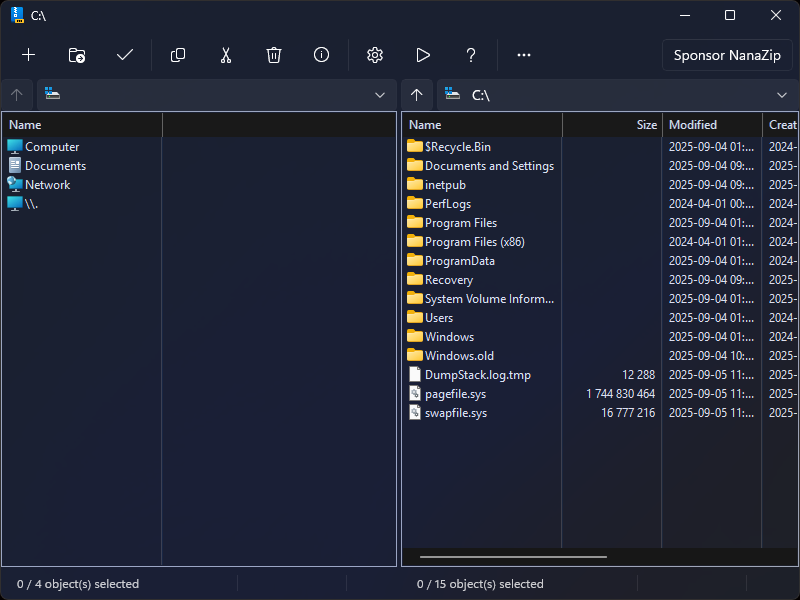 C:\
Sponsor NanaZip
C:\
Name
Computer
Documents
Network
\\.
Name Size Modified Creat
$Recycle.Bin 2025-09-04 01:... 2024-
Documents and Settings 2025-09-04 09:... 2025-
inetpub 2025-09-04 09:... 2025-
PerfLogs 2024-04-01 00:... 2024-
Program Files 2025-09-04 01:... 2024-
Program Files (x86) 2024-04-01 01:... 2024-
ProgramData 2025-09-04 01:... 2024-
Recovery 2025-09-04 09:... 2025-
System Volume Inform... 2025-09-04 01:... 2025-
Users 2025-09-04 01:... 2024-
Windows 2025-09-04 01:... 2024-
Windows.old 2025-09-04 10:... 2025-
DumpStack.log.tmp 12 288 2025-09-05 11:... 2025-
pagefile.sys 1 744 830 464 2025-09-05 11:... 2025-
swapfile.sys 16 777 216 2025-09-05 11:... 2025-
0 / 4 object(s) selected
0 / 15 object(s) selected